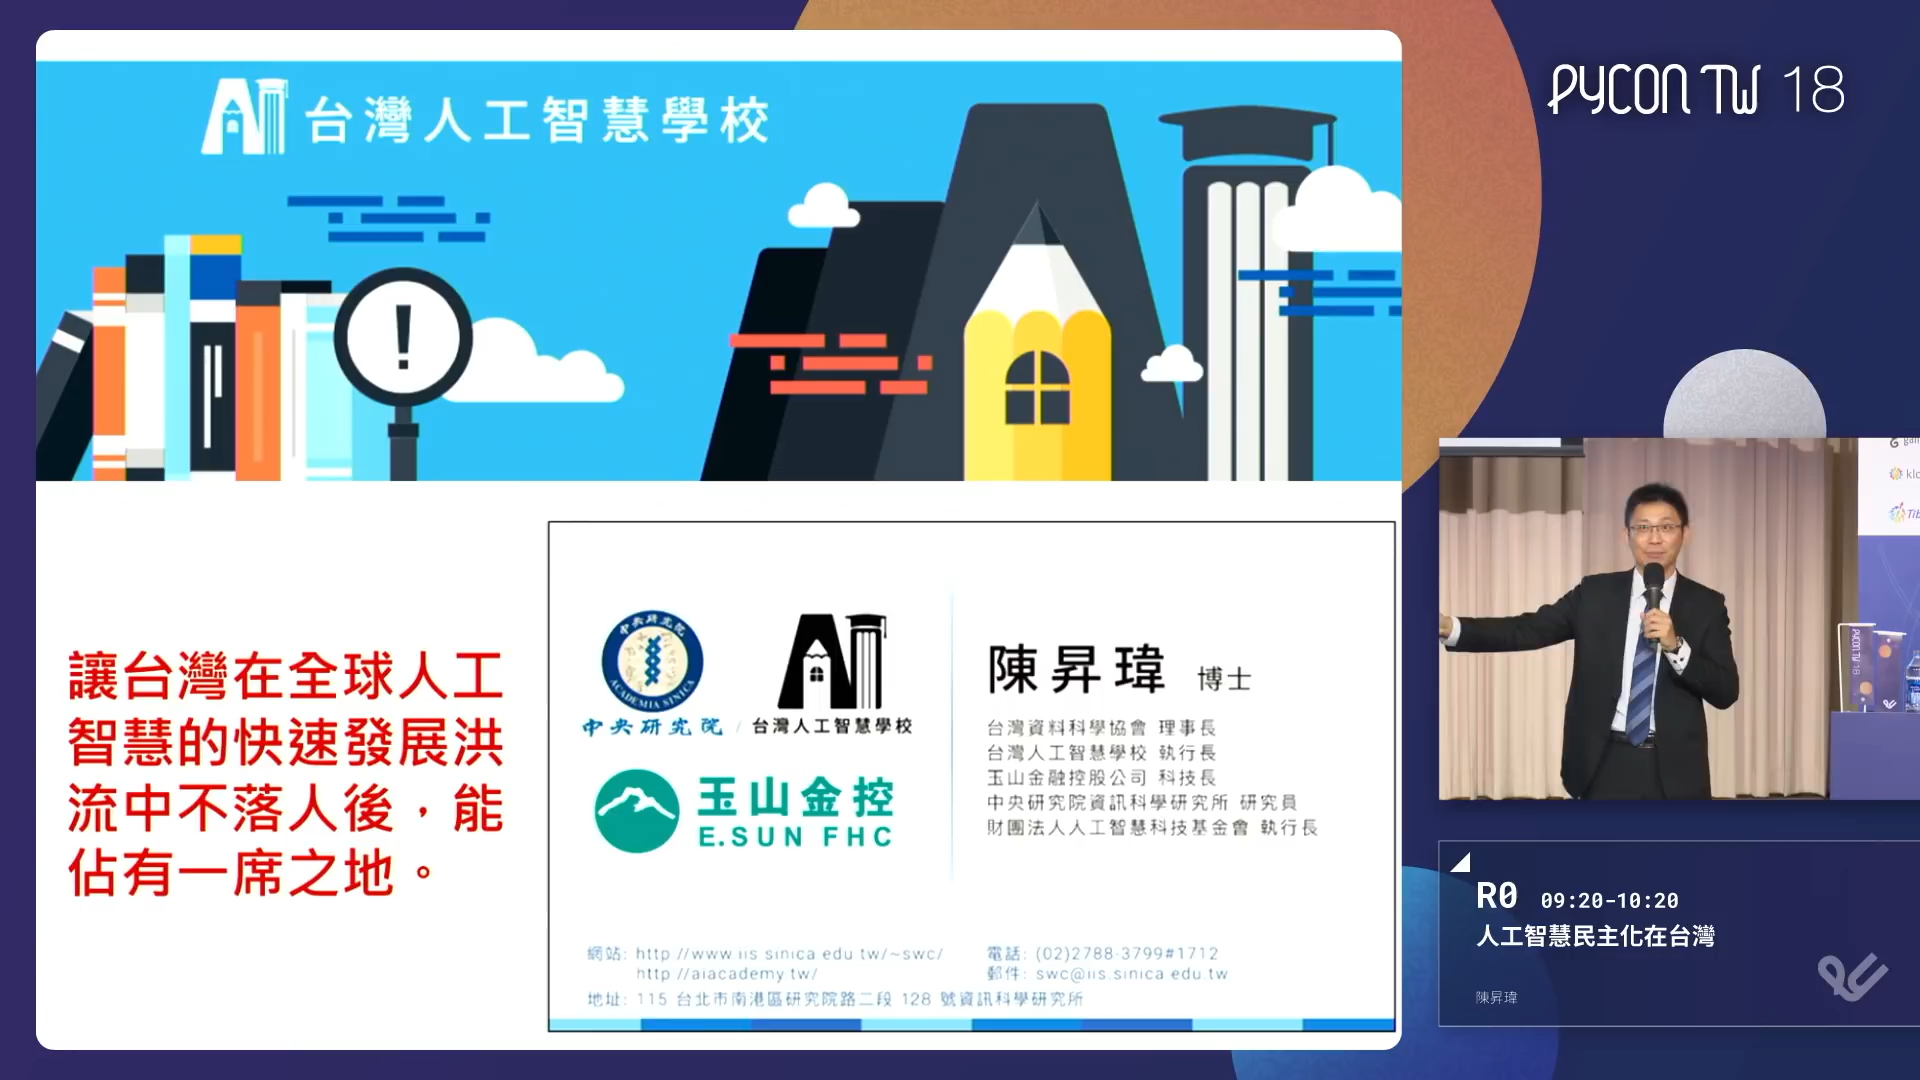 台灣人工智慧學校
PYCON TW 18
讓台灣在全球人工
智慧的快速發展洪
流中不落人後，能
佔有一席之地。
中央研究院
ACADEMIA SINICA
中央研究院 / 台灣人工智慧學校
玉山金控
E.SUN FHC
陳昇瑋 博士
台灣資料科學協會 理事長
台灣人工智慧學校 執行長
玉山金融控股公司 科技長
中央研究院資訊科學研究所 研究員
財團法人人工智慧科技基金會 執行長
網站: http://www.iis.sinica.edu.tw/~swc/
http://aiacademy.tw/
地址: 115 台北市南港區研究院路二段 128 號資訊科學研究所
電話: (02)2788-3799#1712
郵件: swc@iis.sinica.edu.tw
PYCON TW 18
R0 09:20-10:20
人工智慧民主化在台灣
陳昇瑋